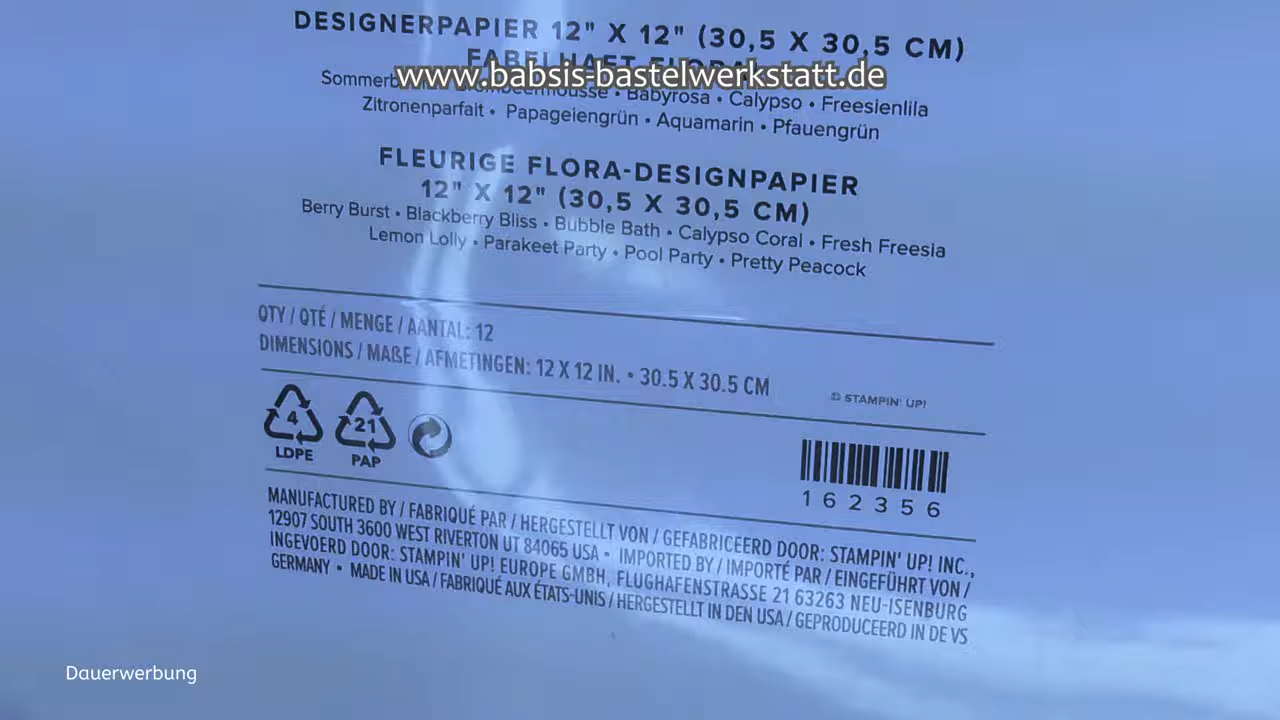 DESIGNERPAPIER 12" X 12" (30,5 X 30,5 CM)
FABELHAFT FLORAL
www.babsis-bastelwerkstatt.de
Babyrosa • Calypso • Freesienlila
Zitronenparfait • Papageiengrün • Aquamarin • Pfauengrün
FLEURIGE FLORA-DESIGNPAPIER
12" X 12" (30,5 X 30,5 CM)
Berry Burst • Blackberry Bliss • Bubble Bath • Calypso Coral • Fresh Freesia
Lemon Lolly • Parakeet Party • Pool Party • Pretty Peacock
QTY / QTÉ / MENGE / AANTAL: 12
DIMENSIONS / MAẞE / AFMETINGEN: 12 X 12 IN. • 30.5 X 30.5 CM
© STAMPIN' UP!
4
LDPE
21
PAP
162356
MANUFACTURED BY / FABRIQUÉ PAR / HERGESTELLT VON / GEFABRICEERD DOOR: STAMPIN' UP! INC.,
12907 SOUTH 3600 WEST RIVERTON UT 84065 USA • IMPORTED BY / IMPORTÉ PAR / EINGEFÜHRT VON /
INGEVOERD DOOR: STAMPIN' UP! EUROPE GMBH, FLUGHAFENSTRASSE 21 63263 NEU-ISENBURG
GERMANY • MADE IN USA / FABRIQUÉ AUX ÉTATS-UNIS / HERGESTELLT IN DEN USA / GEPRODUCEERD IN DE VS
Dauerwerbung